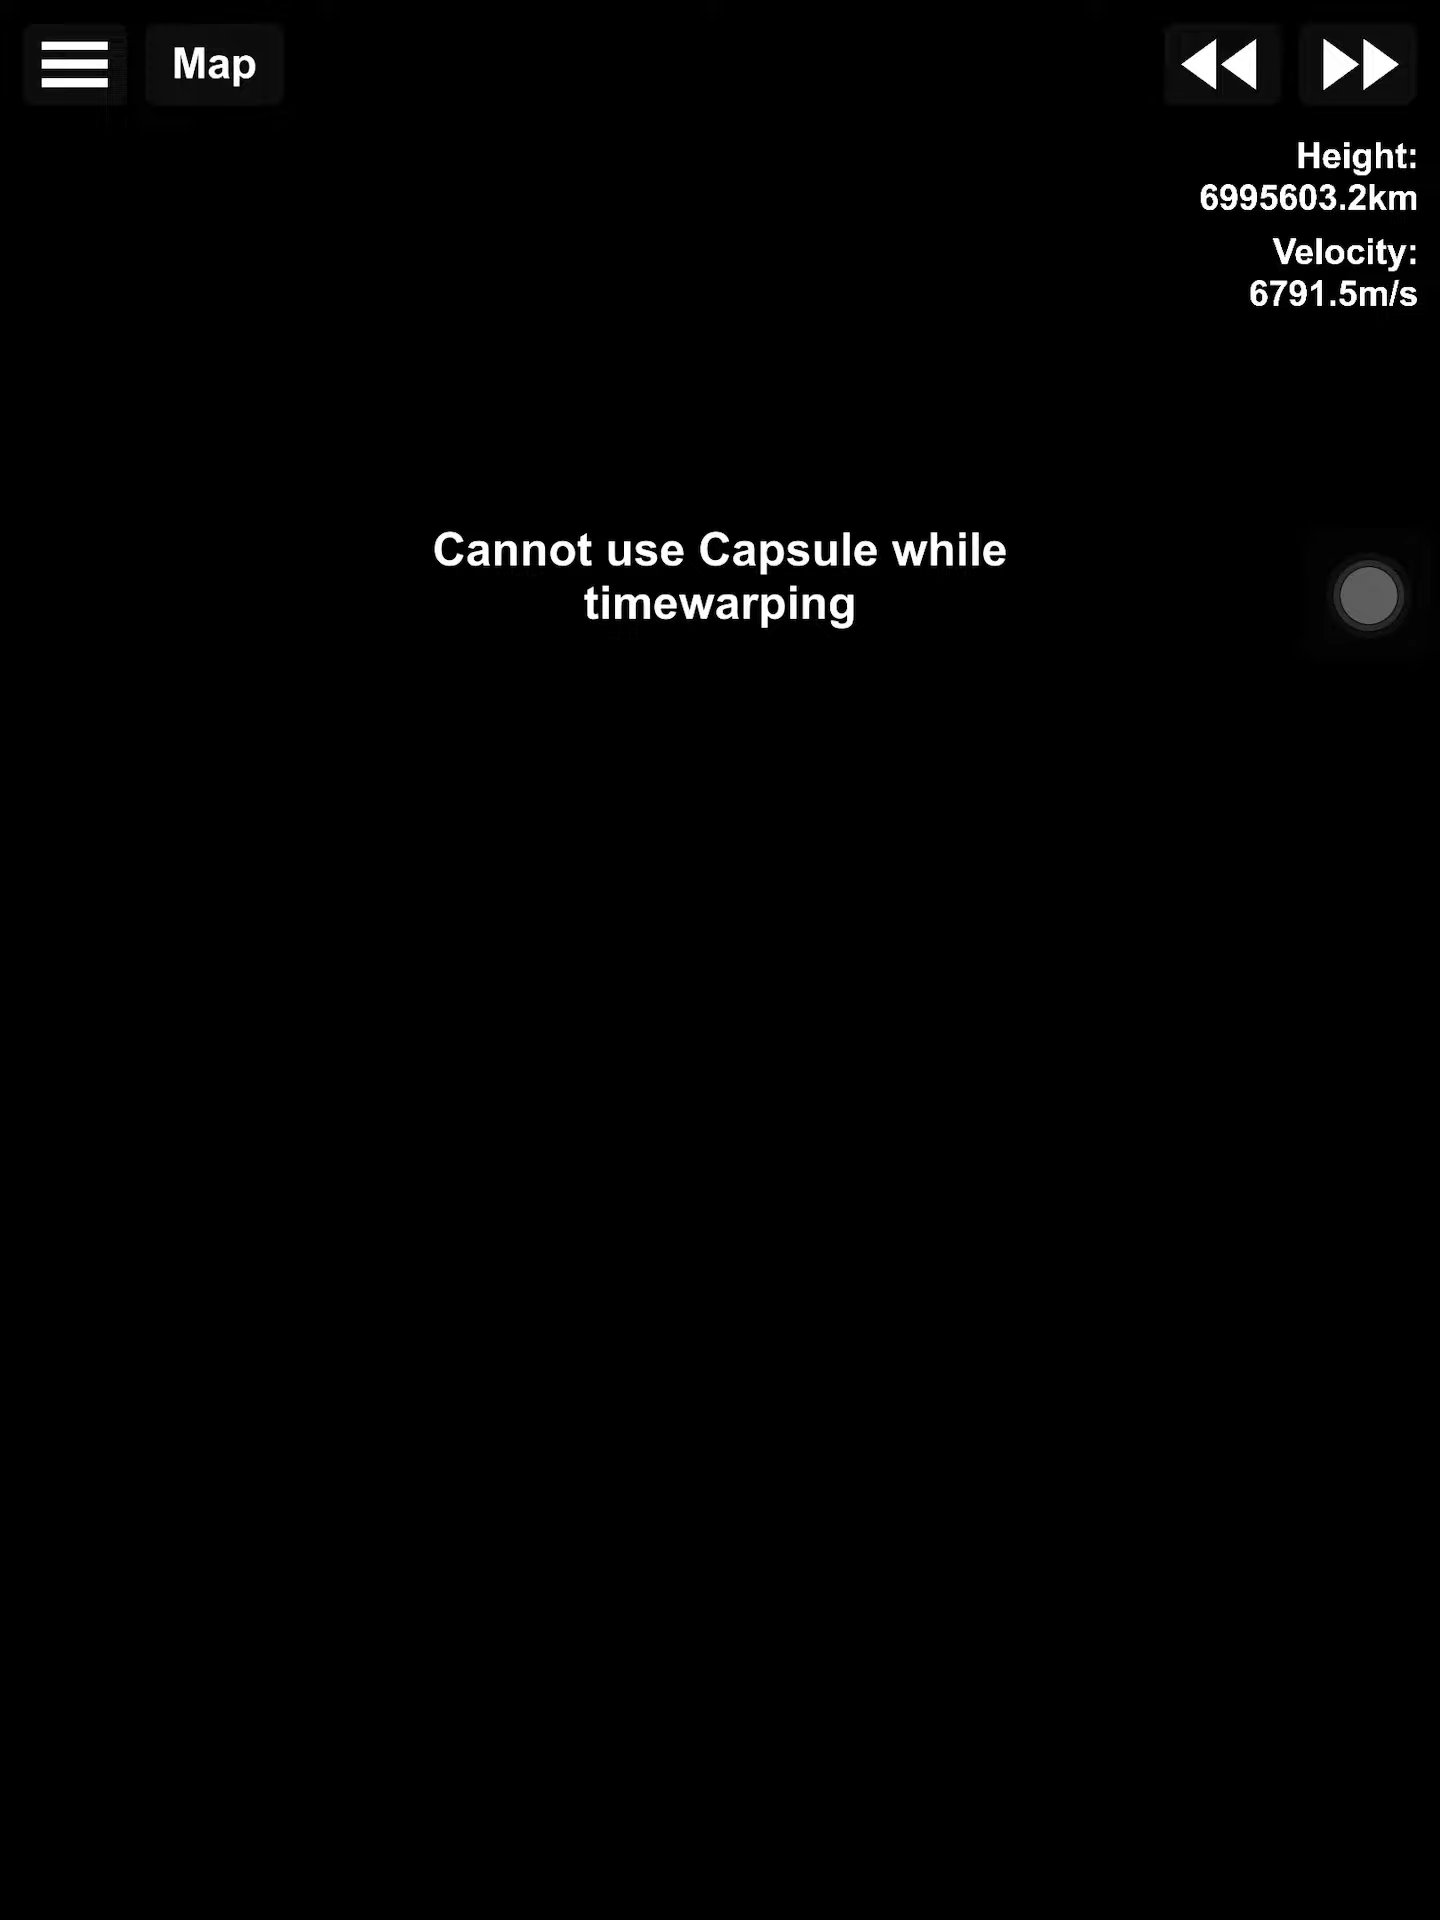 Map
Height:
6995603.2km
Velocity:
6791.5m/s
Cannot use Capsule while
timewarping